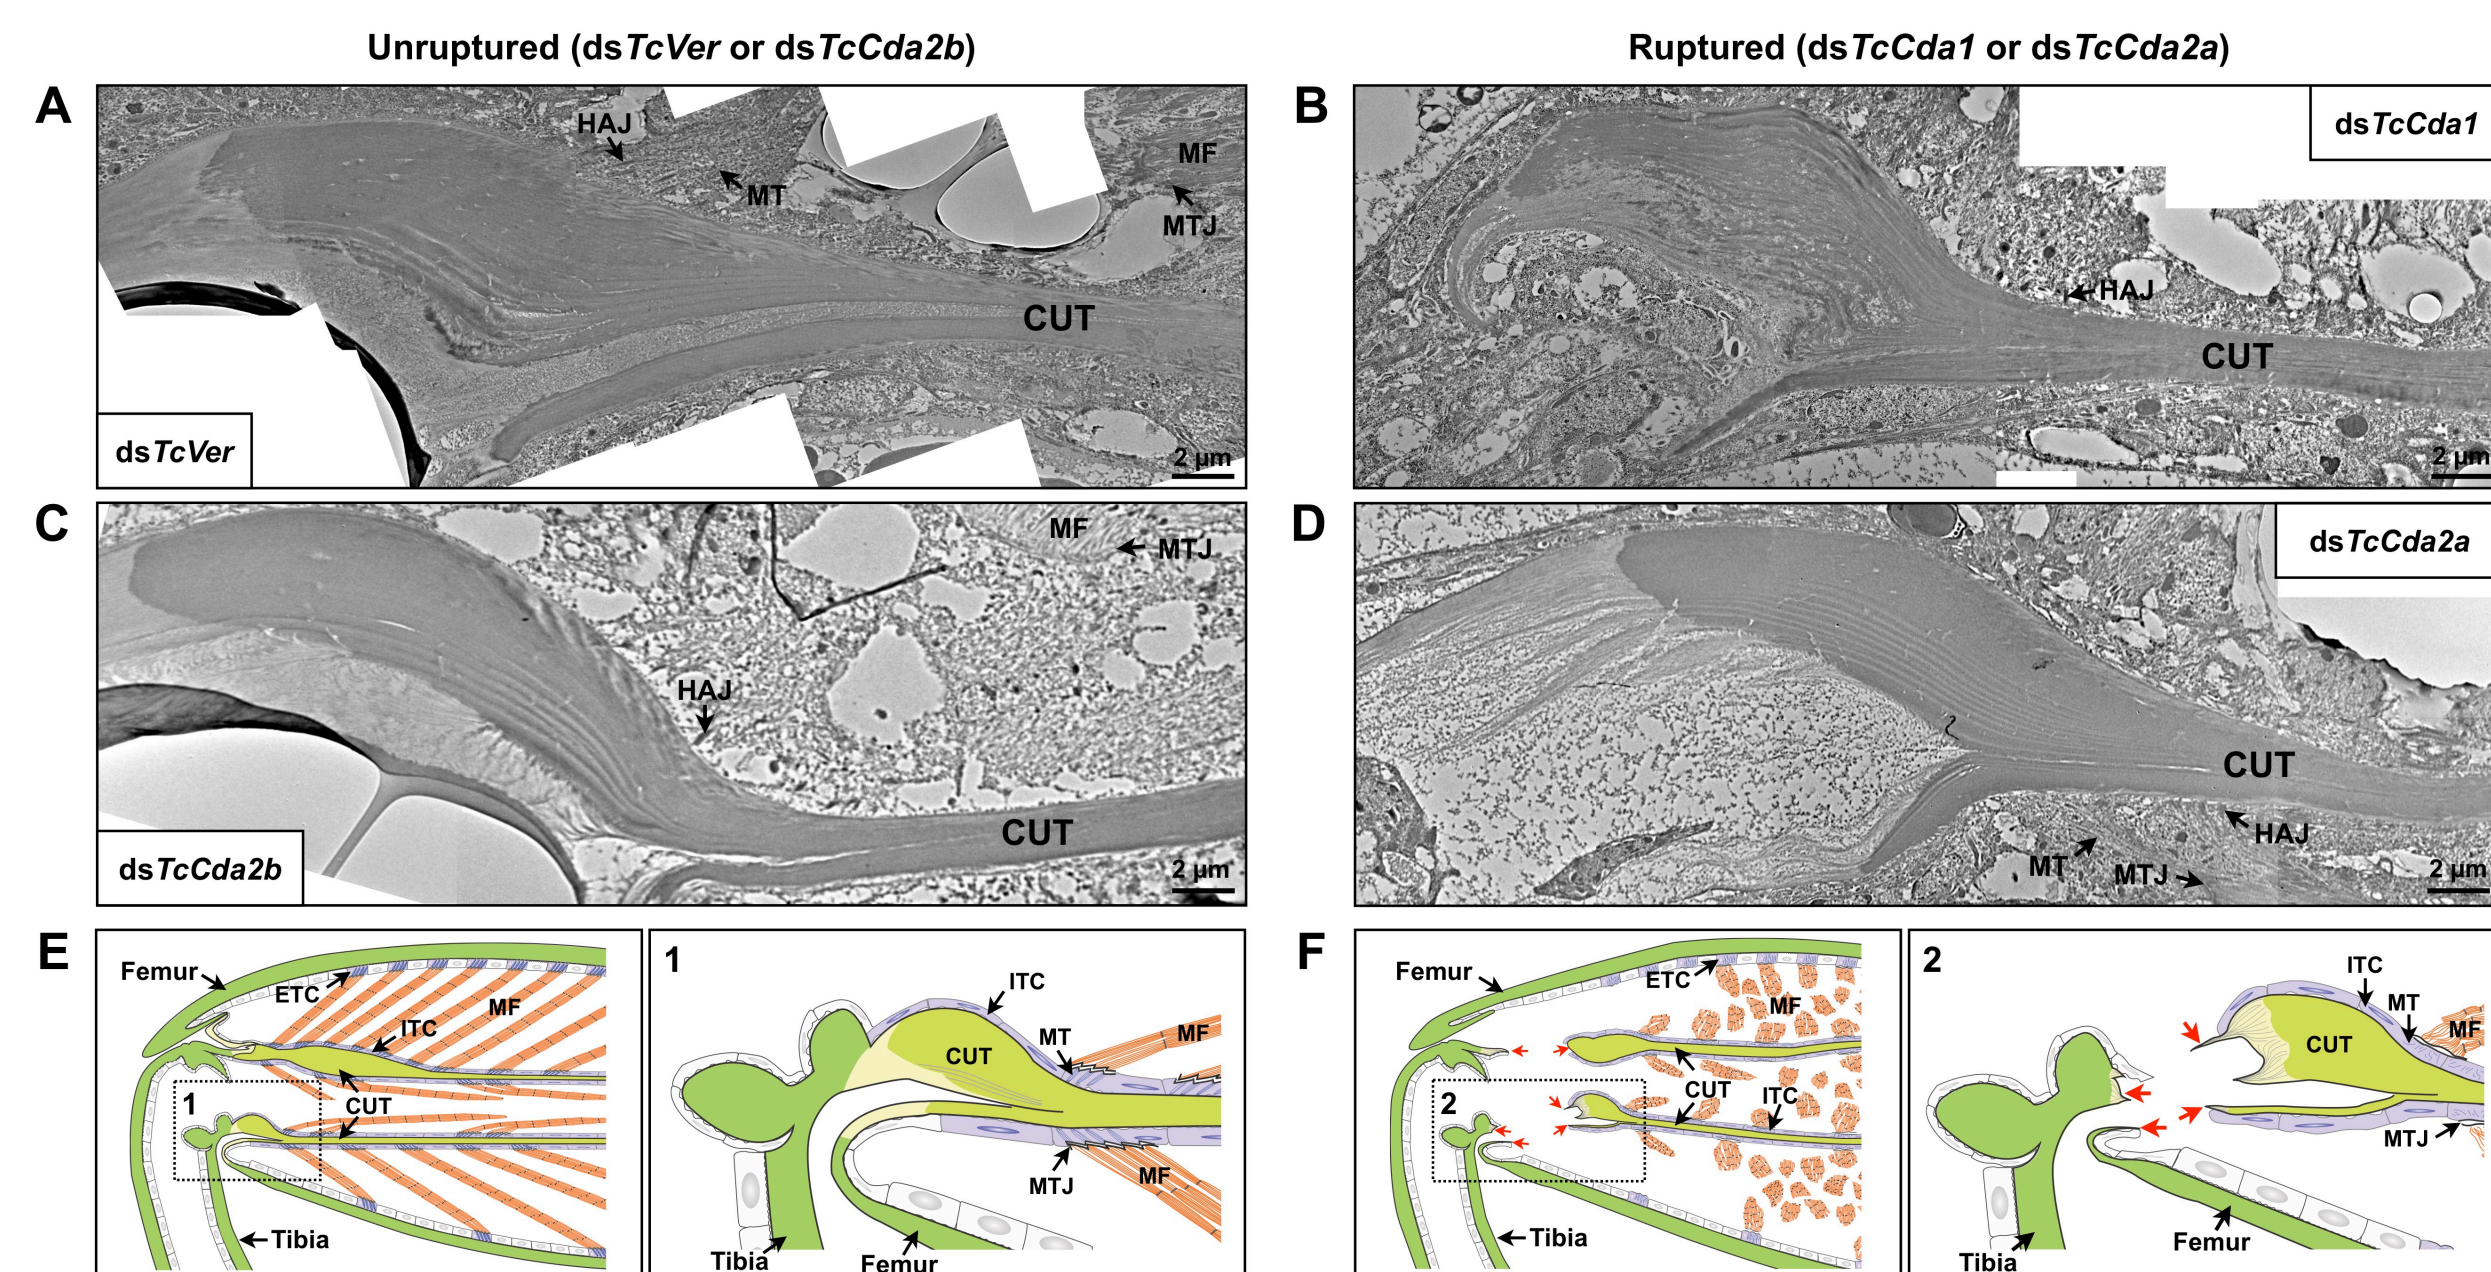 Unruptured (dsTcVer or dsTcCda2b)
Ruptured (dsTcCda1 or dsTcCda2a)
A
HAJ
MT
MF
MTJ
CUT
dsTcVer
2 µm
B
dsTcCda1
HAJ
CUT
2 µm
C
MF
MTJ
HAJ
CUT
dsTcCda2b
2 µm
D
dsTcCda2a
CUT
HAJ
MT
MTJ
2 µm
E
Femur
ETC
MF
ITC
1
CUT
Tibia
1
ITC
MT
MF
CUT
MTJ
MF
Tibia
Femur
F
Femur
ETC
MF
CUT
ITC
2
Tibia
2
ITC
MT
MF
CUT
MTJ
Femur
Tibia